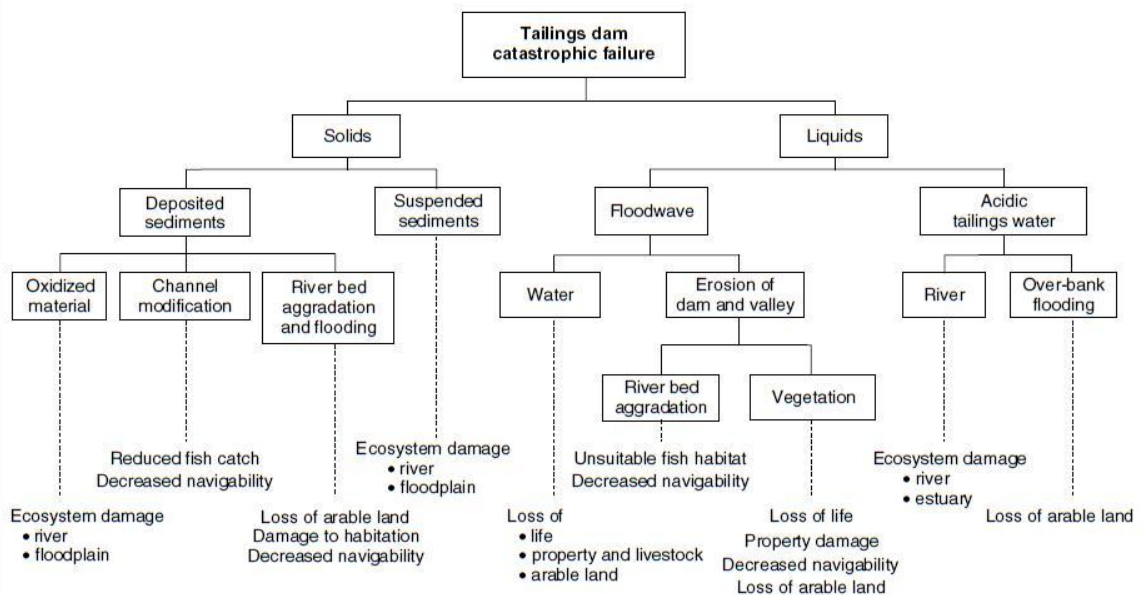 Tailings dam
catastrophic failure
Solids
Liquids
Deposited
sediments
Suspended
sediments
Floodwave
Acidic
tailings water
Oxidized
material
Channel
modification
River bed
aggradation
and flooding
Water
Erosion of
dam and valley
River
Over-bank
flooding
River bed
aggradation
Vegetation
Reduced fish catch
Decreased navigability
Ecosystem damage
• river
• floodplain
Unsuitable fish habitat
Decreased navigability
Ecosystem damage
• river
• estuary
Ecosystem damage
• river
• floodplain
Loss of arable land
Damage to habitation
Decreased navigability
Loss of
• life
• property and livestock
• arable land
Loss of life
Property damage
Decreased navigability
Loss of arable land
Loss of arable land